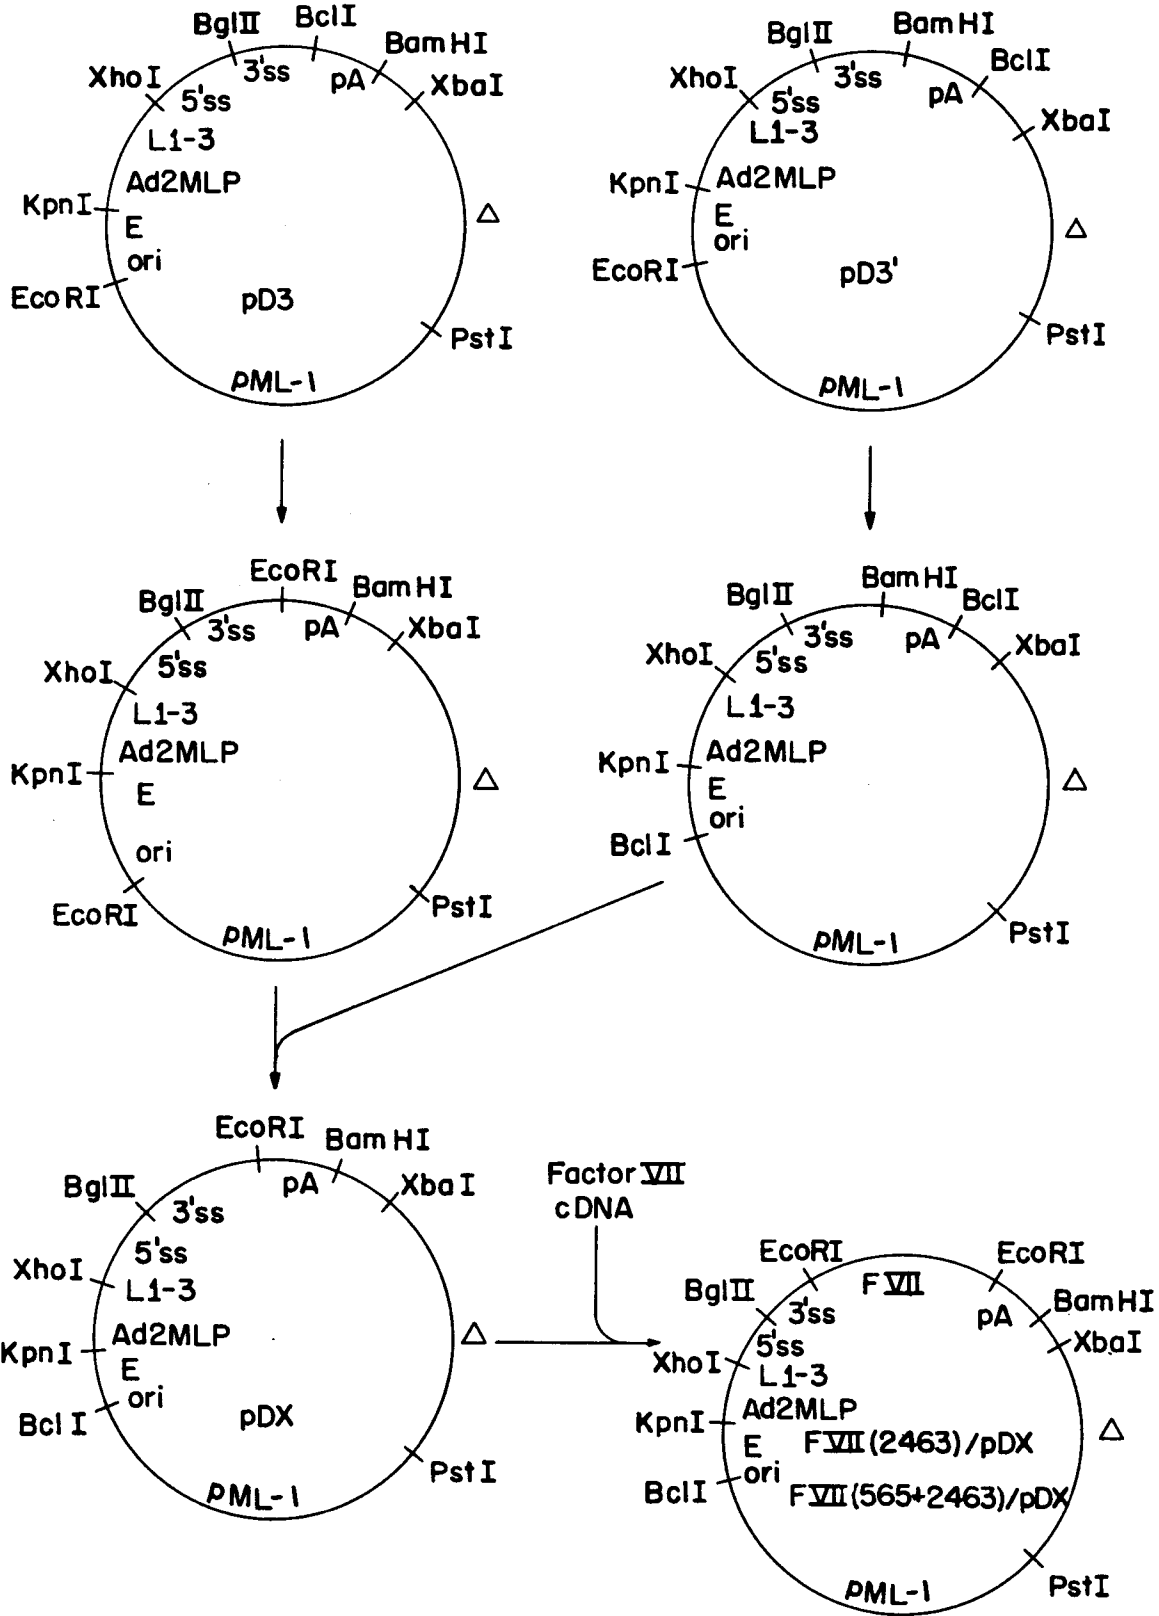 BglII
BclI
BamHI
XhoI
3'ss
pA
XbaI
5'ss
L1-3
Ad2MLP
KpnI
E
ori
EcoRI
pD3
△
PstI
pML-1
BglII
BamHI
BclI
XhoI
3'ss
pA
5'ss
XbaI
L1-3
KpnI
Ad2MLP
E
ori
EcoRI
pD3'
△
PstI
pML-1
EcoRI
BamHI
BglII
3'ss
pA
XbaI
XhoI
5'ss
L1-3
Ad2MLP
KpnI
E
△
ori
EcoRI
PstI
pML-1
BamHI
BclI
BglII
3'ss
pA
XbaI
XhoI
5'ss
L1-3
Ad2MLP
KpnI
E
△
ori
BclI
PstI
pML-1
EcoRI
BamHI
BglII
pA
XbaI
3'ss
5'ss
XhoI
L1-3
Ad2MLP
KpnI
E
△
ori
BclI
pDX
PstI
pML-1
Factor VII
cDNA
EcoRI
EcoRI
FVII
BglII
3'ss
pA
BamHI
5'ss
XbaI
XhoI
L1-3
Ad2MLP
KpnI
E
FVII(2463)/pDX
△
ori
BclI
FVII(565+2463)/pDX
PstI
pML-1